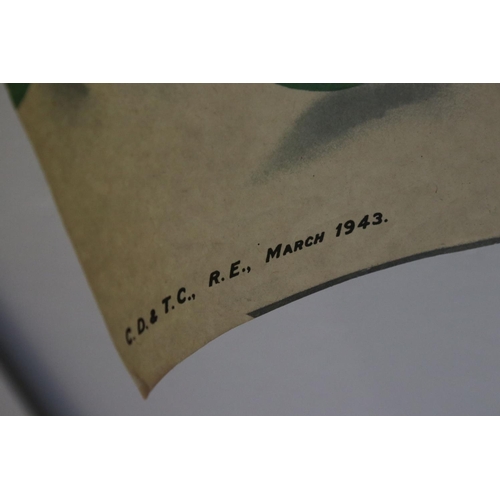 C.D.& T.C., R.E., MARCH 1943.